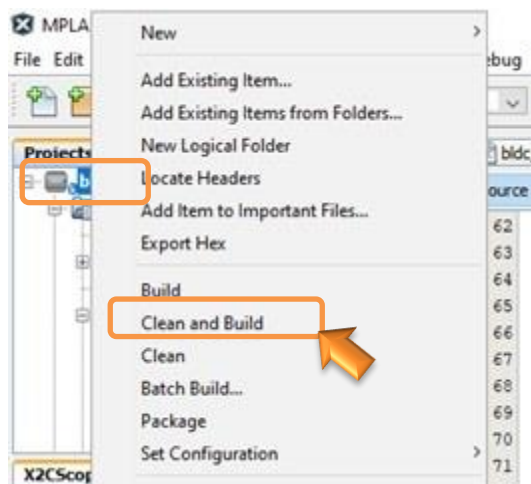 MPLA
New
File Edit
ebug
Add Existing Item...
Add Existing Items from Folders...
New Logical Folder
Projects
bldc
Locate Headers
b
ource
Add Item to Important Files...
62
Export Hex
63
64
Build
65
Clean and Build
66
Clean
67
Batch Build...
68
Package
69
Set Configuration
70
71
X2CScop